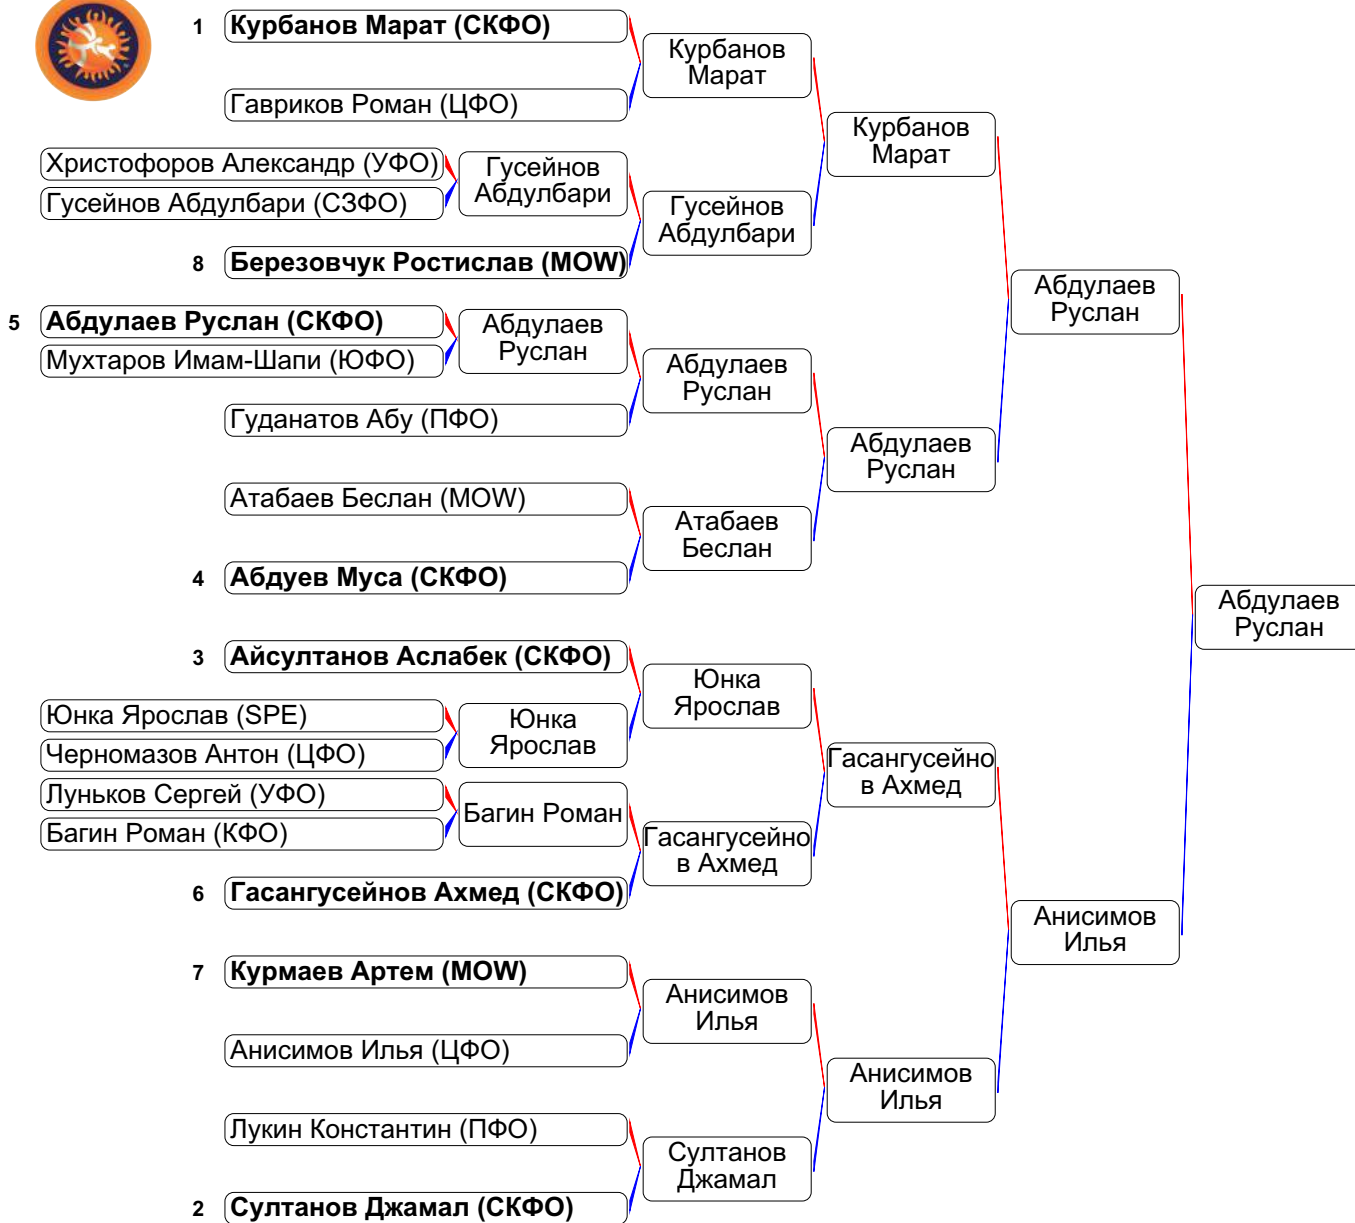 1 Курбанов Марат (СКФО)
Гавриков Роман (ЦФО)
Курбанов
Марат
Христофоров Александр (УФО)
Гусейнов Абдулбари (СЗФО)
Гусейнов
Абдулбари
8 Березовчук Ростислав (MOW)
Гусейнов
Абдулбари
Курбанов
Марат
5 Абдулаев Руслан (СКФО)
Мухтаров Имам-Шапи (ЮФО)
Абдулаев
Руслан
Гуданатов Абу (ПФО)
Абдулаев
Руслан
Атабаев Беслан (MOW)
4 Абдуев Муса (СКФО)
Атабаев
Беслан
Абдулаев
Руслан
Абдулаев
Руслан
3 Айсултанов Аслабек (СКФО)
Юнка Ярослав (SPE)
Черномазов Антон (ЦФО)
Юнка
Ярослав
Юнка
Ярослав
Луньков Сергей (УФО)
Багин Роман (КФО)
Багин Роман
6 Гасангусейнов Ахмед (СКФО)
Гасангусейно
в Ахмед
Гасангусейно
в Ахмед
7 Курмаев Артем (MOW)
Анисимов Илья (ЦФО)
Анисимов
Илья
Лукин Константин (ПФО)
2 Султанов Джамал (СКФО)
Султанов
Джамал
Анисимов
Илья
Анисимов
Илья
Абдулаев
Руслан